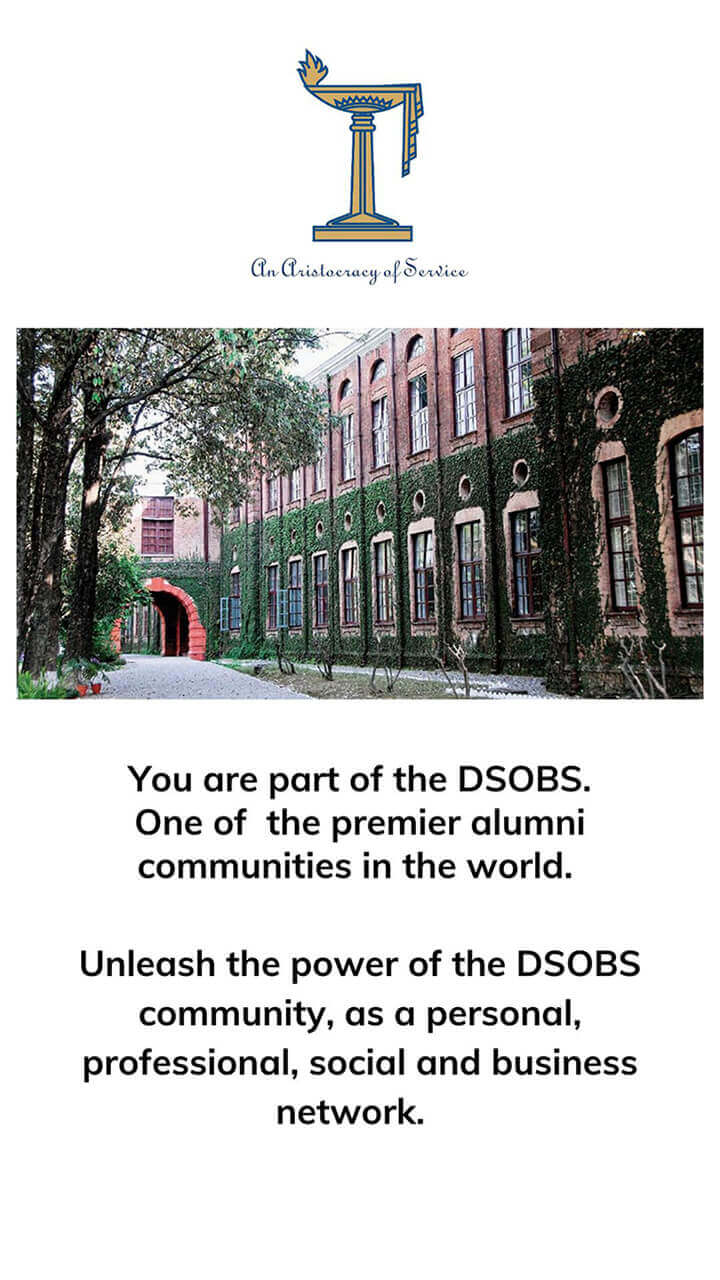 An Aristocracy of Service
You are part of the DSOBS.
One of  the premier alumni
communities in the world.
Unleash the power of the DSOBS
community, as a personal,
professional, social and business
network.